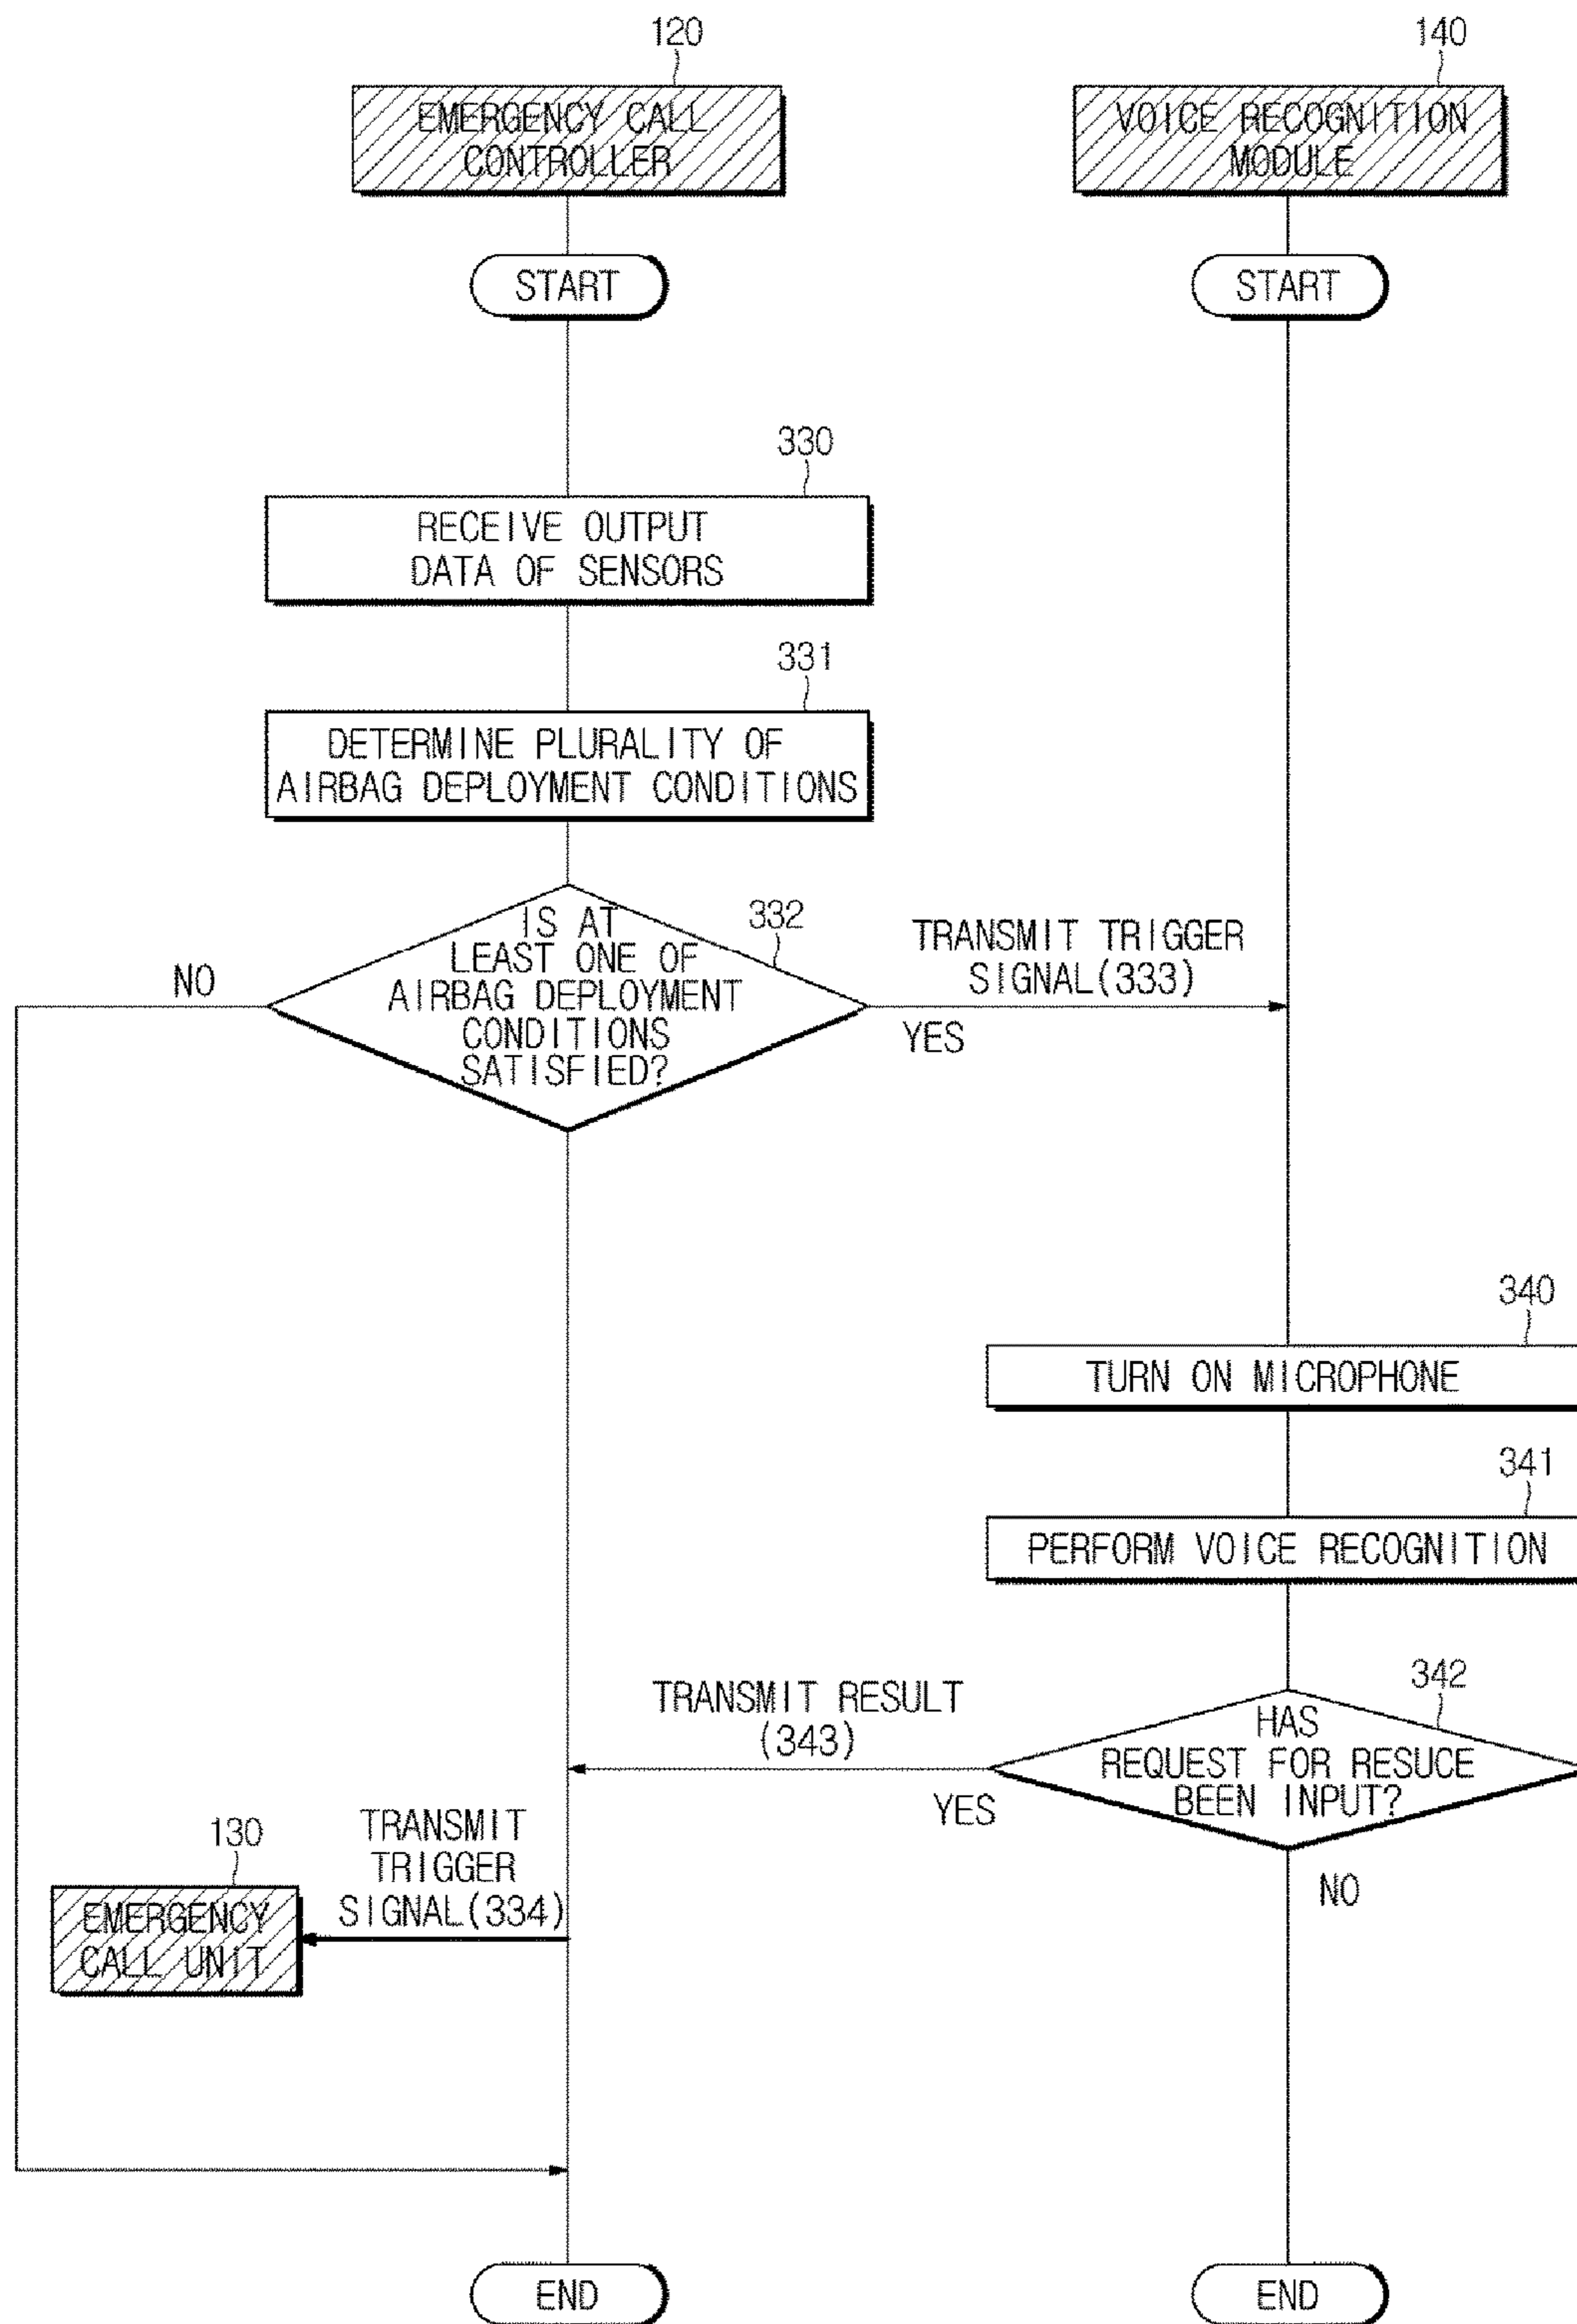 120
140
EMERGENCY CALL
CONTROLLER
VOICE RECOGNITION
MODULE
START
START
330
RECEIVE OUTPUT
DATA OF SENSORS
331
DETERMINE PLURALITY OF
AIRBAG DEPLOYMENT CONDITIONS
332
IS AT
LEAST ONE OF
AIRBAG DEPLOYMENT
CONDITIONS
SATISFIED?
NO
TRANSMIT TRIGGER
SIGNAL(333)
YES
340
TURN ON MICROPHONE
341
PERFORM VOICE RECOGNITION
342
HAS
REQUEST FOR RESUCE
BEEN INPUT?
TRANSMIT RESULT
(343)
YES
NO
130
EMERGENCY
CALL UNIT
TRANSMIT
TRIGGER
SIGNAL(334)
END
END